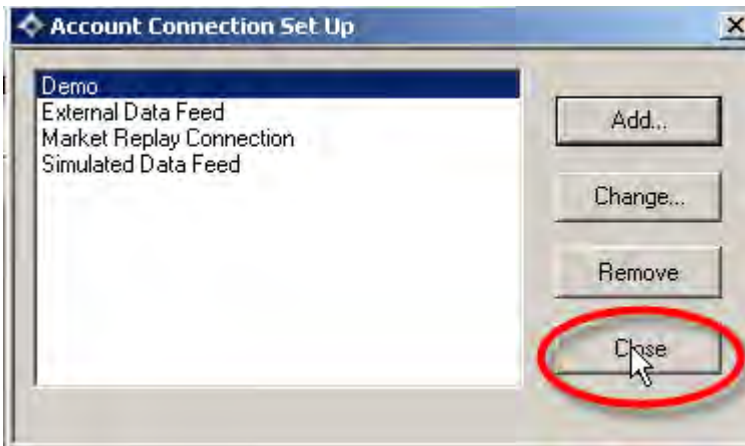 Account Connection Set Up
Demo
External Data Feed
Market Replay Connection
Simulated Data Feed
Add...
Change...
Remove
Close